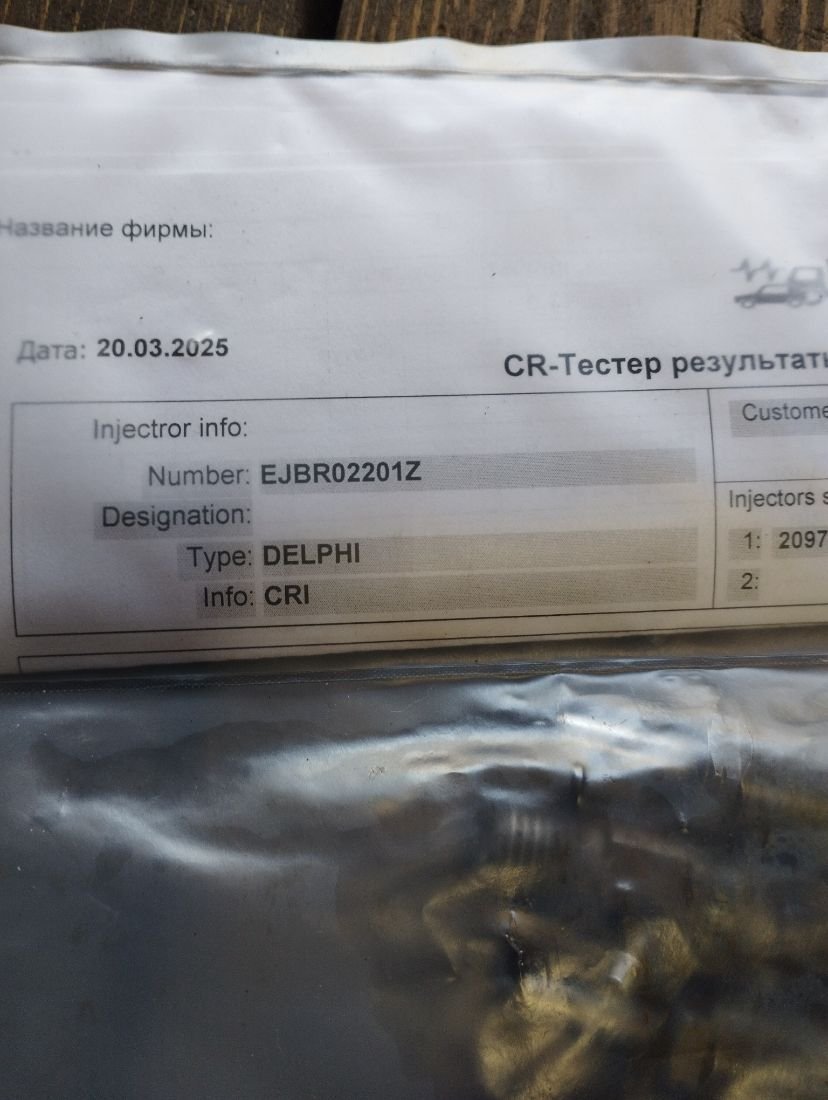 Название фирмы:
Дата: 20.03.2025
CR-Тестер результаты
Injectror info:
Number: EJBR02201Z
Designation:
Type: DELPHI
Info: CRI
Custome
Injectors s
1: 2097
2: